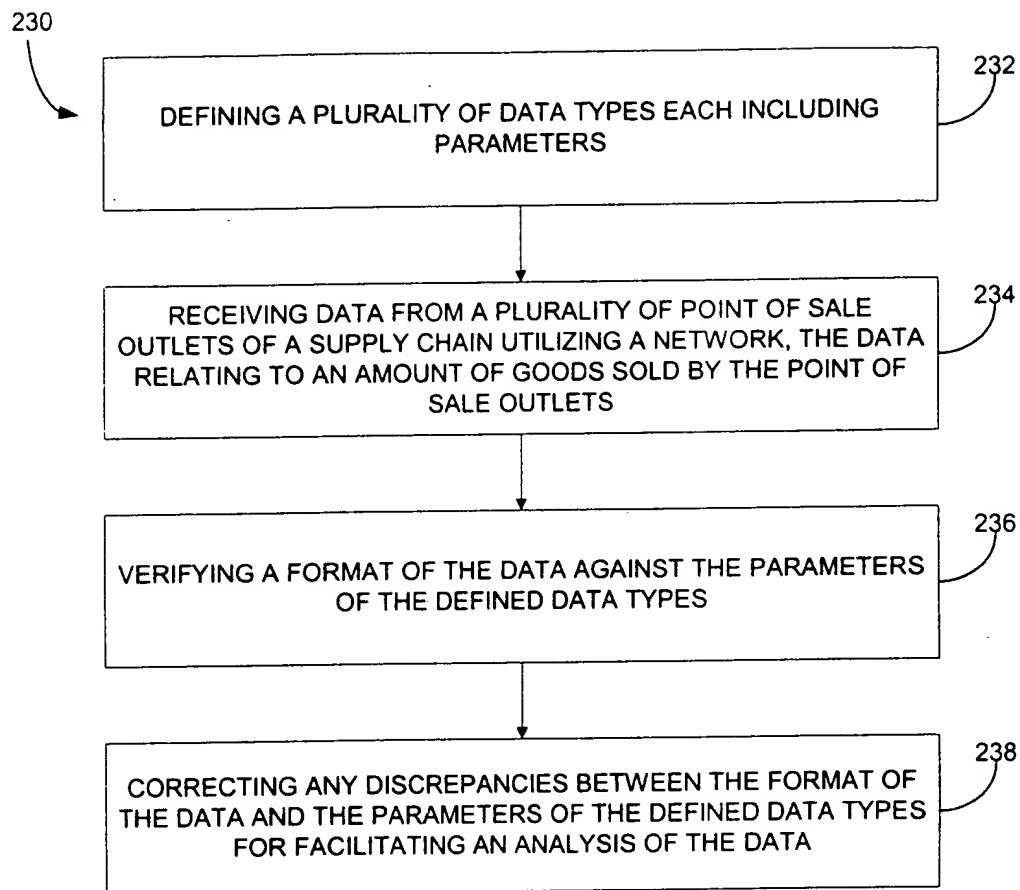 230
232
DEFINING A PLURALITY OF DATA TYPES EACH INCLUDING
PARAMETERS
234
RECEIVING DATA FROM A PLURALITY OF POINT OF SALE
OUTLETS OF A SUPPLY CHAIN UTILIZING A NETWORK, THE DATA
RELATING TO AN AMOUNT OF GOODS SOLD BY THE POINT OF
SALE OUTLETS
236
VERIFYING A FORMAT OF THE DATA AGAINST THE PARAMETERS
OF THE DEFINED DATA TYPES
238
CORRECTING ANY DISCREPANCIES BETWEEN THE FORMAT OF
THE DATA AND THE PARAMETERS OF THE DEFINED DATA TYPES
FOR FACILITATING AN ANALYSIS OF THE DATA